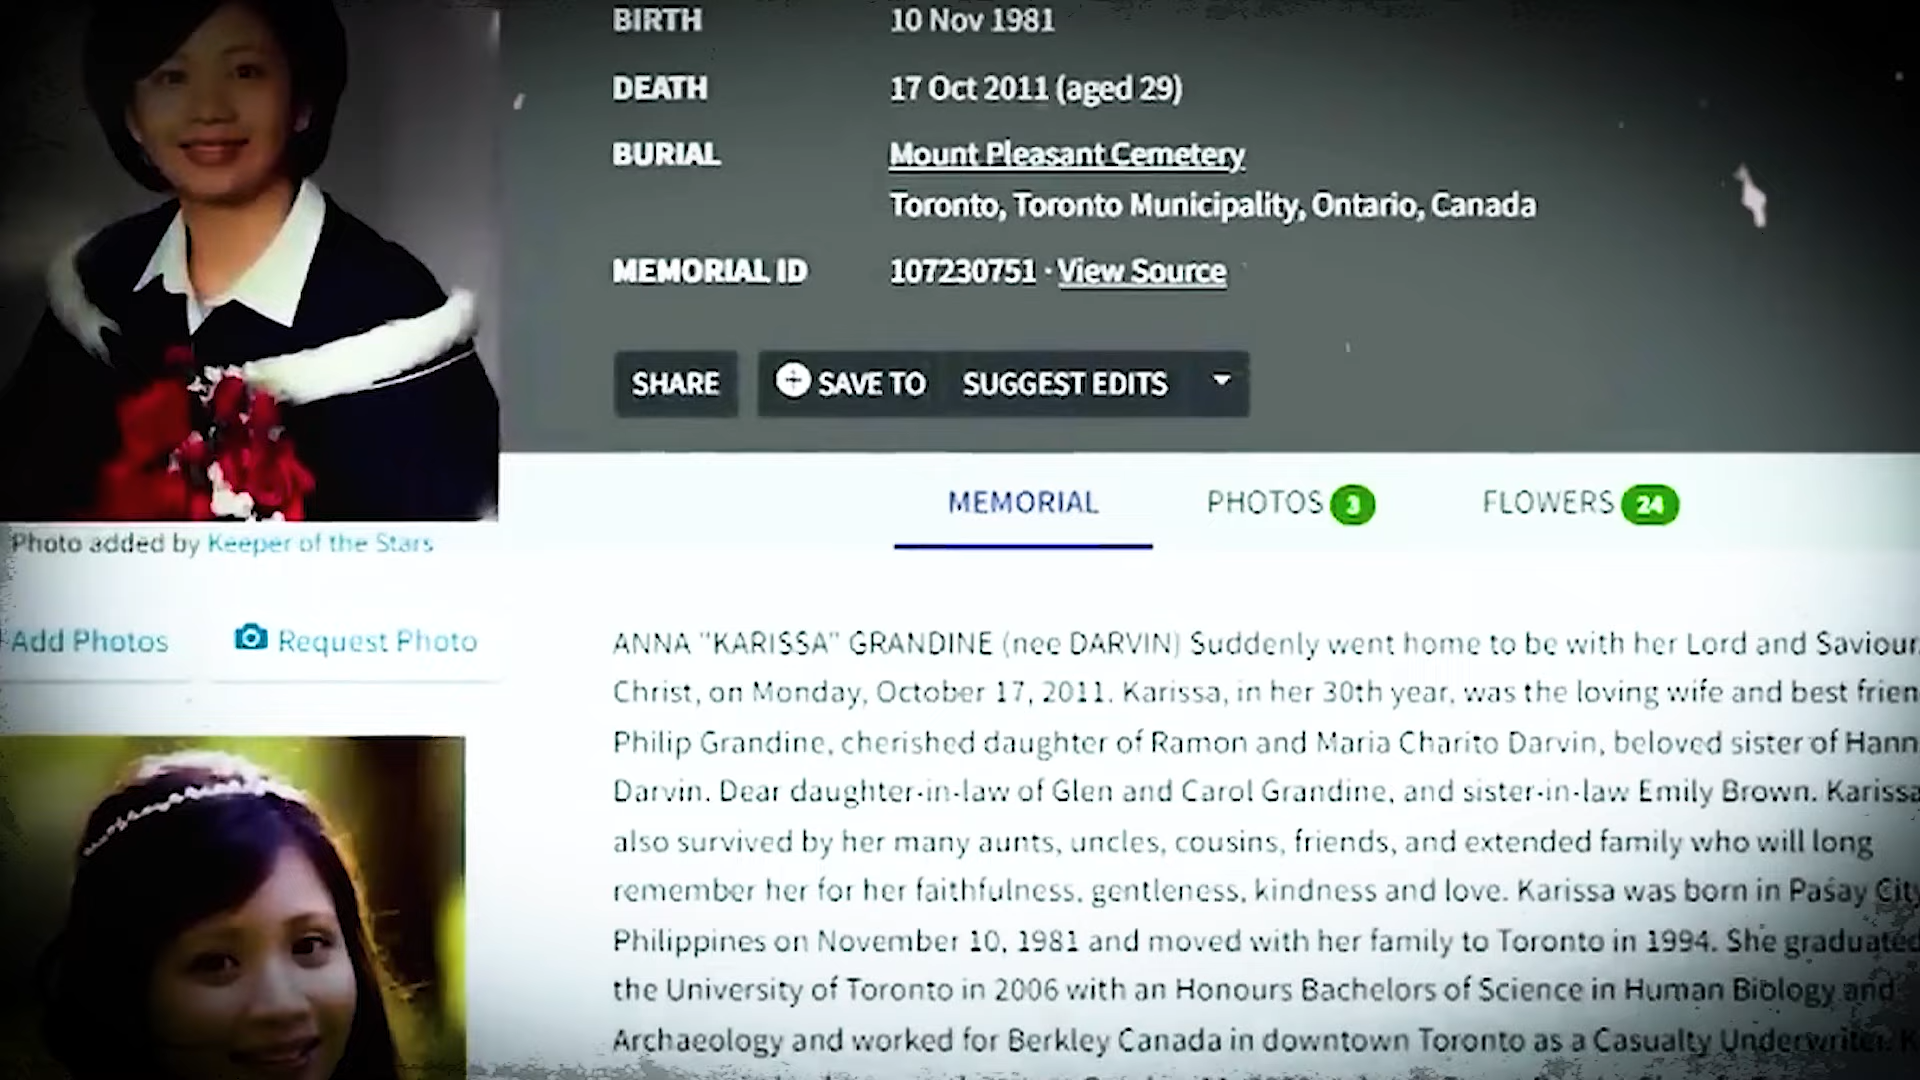 BIRTH 10 Nov 1981
DEATH 17 Oct 2011 (aged 29)
BURIAL Mount Pleasant Cemetery
Toronto, Toronto Municipality, Ontario, Canada
MEMORIAL ID 107230751 · View Source
SHARE SAVE TO SUGGEST EDITS
MEMORIAL PHOTOS 3 FLOWERS 24
Photo added by Keeper of the Stars
Add Photos Request Photo
ANNA "KARISSA" GRANDINE (nee DARVIN) Suddenly went home to be with her Lord and Saviour
Christ, on Monday, October 17, 2011. Karissa, in her 30th year, was the loving wife and best frien
Philip Grandine, cherished daughter of Ramon and Maria Charito Darvin, beloved sister of Hann
Darvin. Dear daughter-in-law of Glen and Carol Grandine, and sister-in-law Emily Brown. Karissa
also survived by her many aunts, uncles, cousins, friends, and extended family who will long
remember her for her faithfulness, gentleness, kindness and love. Karissa was born in Pasay City
Philippines on November 10, 1981 and moved with her family to Toronto in 1994. She graduated
the University of Toronto in 2006 with an Honours Bachelors of Science in Human Biology and
Archaeology and worked for Berkley Canada in downtown Toronto as a Casualty Underwriter. K